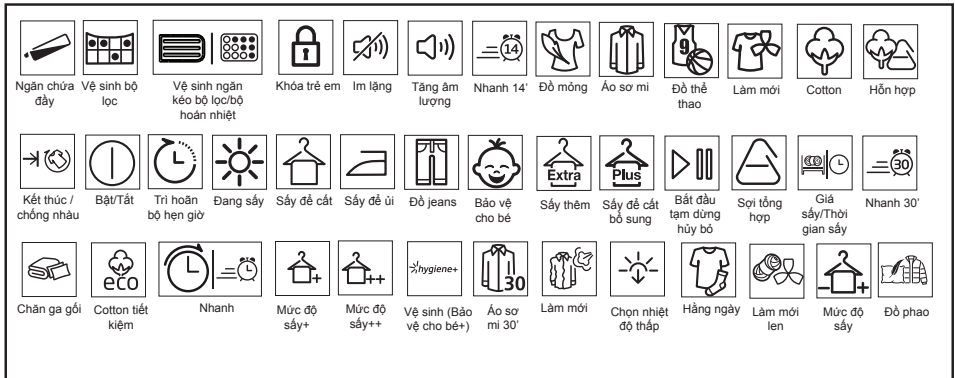 14
9
Ngăn chứa đầy
Vệ sinh bộ lọc
Vệ sinh ngăn kéo bộ lọc/bộ hoán nhiệt
Khóa trẻ em
Im lặng
Tăng âm lượng
Nhanh 14'
Đồ mỏng
Áo sơ mi
Đồ thể thao
Làm mới
Cotton
Hỗn hợp
Extra
Plus
30
Kết thúc / chống nhàu
Bật/Tắt
Trì hoãn bộ hẹn giờ
Đang sấy
Sấy để cất
Sấy để ủi
Đồ jeans
Bảo vệ cho bé
Sấy thêm
Sấy để cất bổ sung
Bắt đầu tạm dừng hủy bỏ
Sợi tổng hợp
Giá sấy/Thời gian sấy
Nhanh 30'
eco
+
++
hygiene+
30
- +
Chăn ga gối
Cotton tiết kiệm
Nhanh
Mức độ sấy+
Mức độ sấy++
Vệ sinh (Bảo vệ cho bé+)
Áo sơ mi 30'
Làm mới
Chọn nhiệt độ thấp
Hằng ngày
Làm mới len
Mức độ sấy
Đồ phao